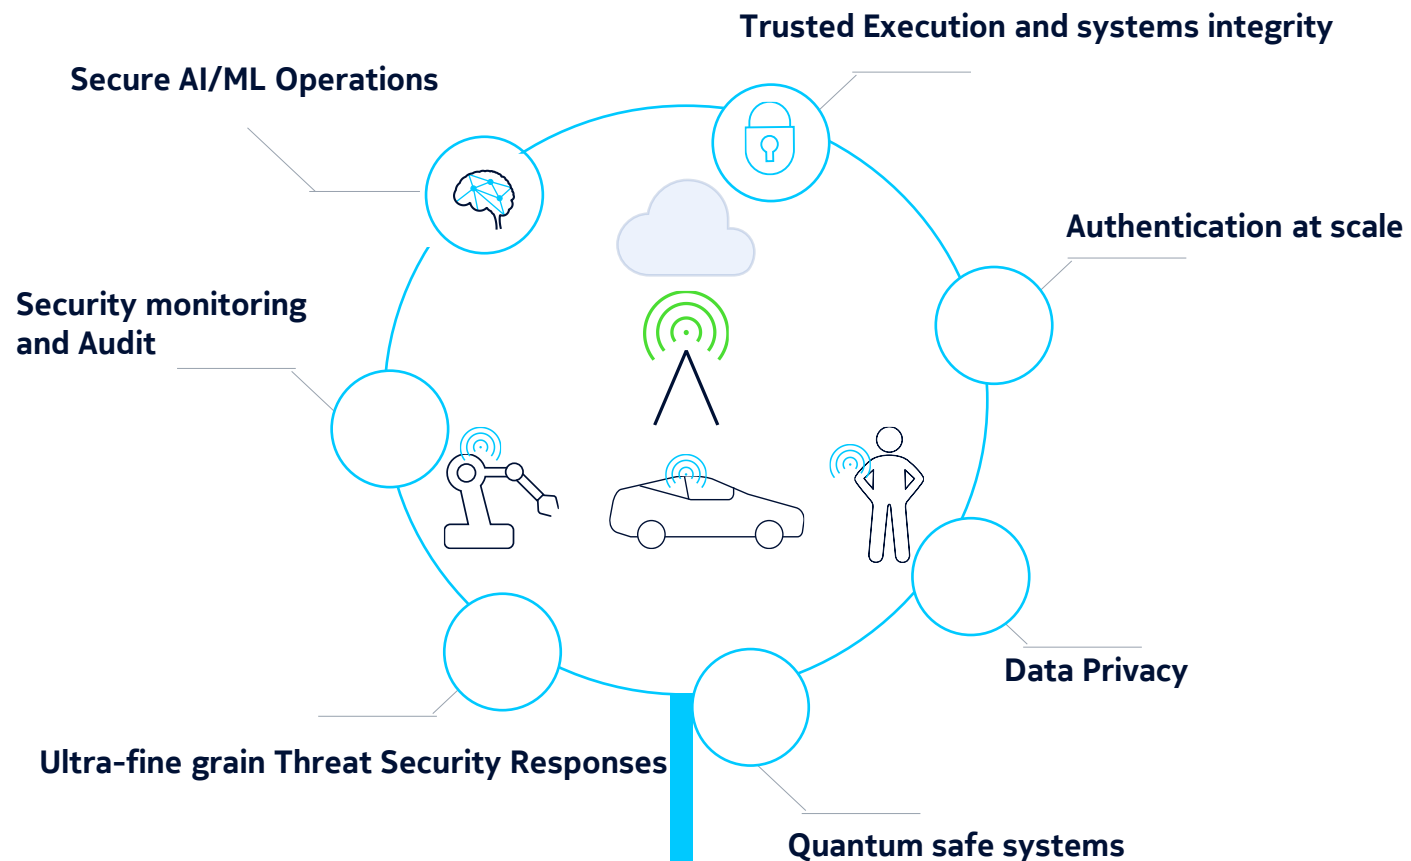 Trusted Execution and systems integrity
Secure AI/ML Operations
Authentication at scale
Security monitoring
and Audit
Data Privacy
Ultra-fine grain Threat Security Responses
Quantum safe systems